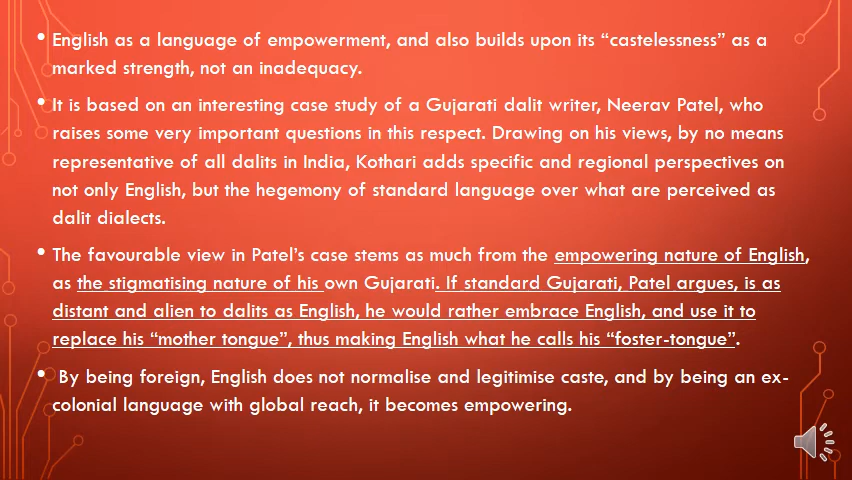 • English as a language of empowerment, and also builds upon its “castelessness” as a
marked strength, not an inadequacy.
• It is based on an interesting case study of a Gujarati dalit writer, Neerav Patel, who
raises some very important questions in this respect. Drawing on his views, by no means
representative of all dalits in India, Kothari adds specific and regional perspectives on
not only English, but the hegemony of standard language over what are perceived as
dalit dialects.
• The favourable view in Patel’s case stems as much from the empowering nature of English,
as the stigmatising nature of his own Gujarati. If standard Gujarati, Patel argues, is as
distant and alien to dalits as English, he would rather embrace English, and use it to
replace his “mother tongue”, thus making English what he calls his “foster-tongue”.
• By being foreign, English does not normalise and legitimise caste, and by being an ex-
colonial language with global reach, it becomes empowering.